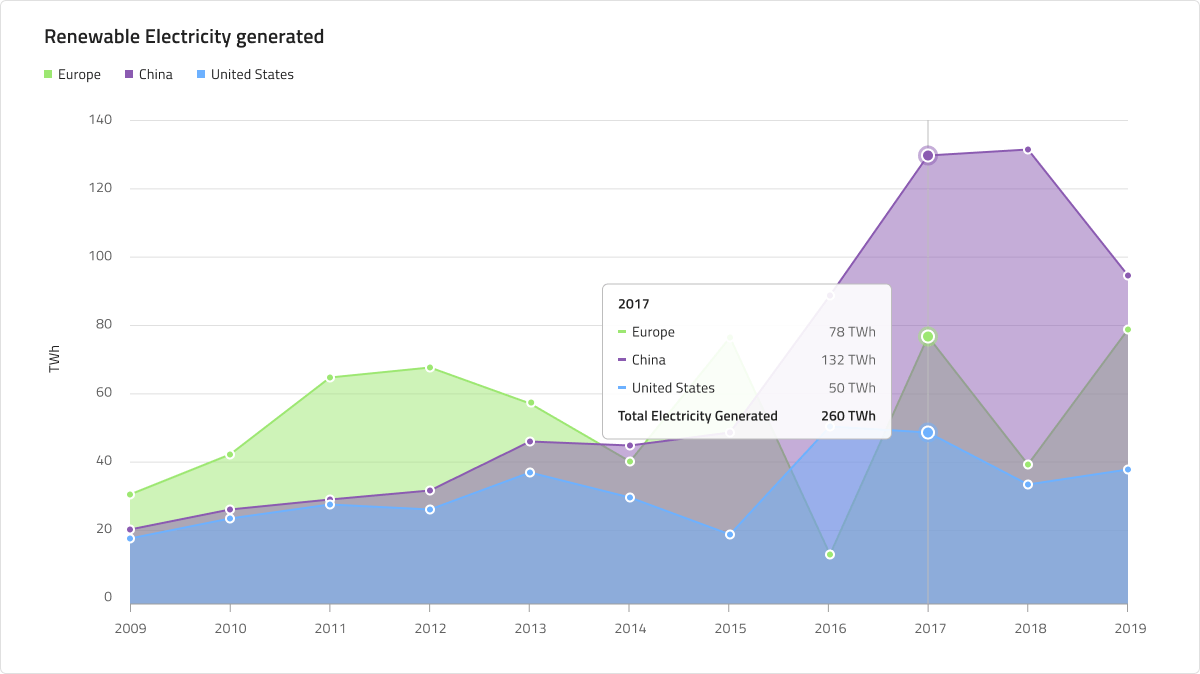 Renewable Electricity generated
Europe China United States
140
120
100
80
60
40
20
0
TWh
2017
Europe 78 TWh
China 132 TWh
United States 50 TWh
Total Electricity Generated 260 TWh
2009 2010 2011 2012 2013 2014 2015 2016 2017 2018 2019